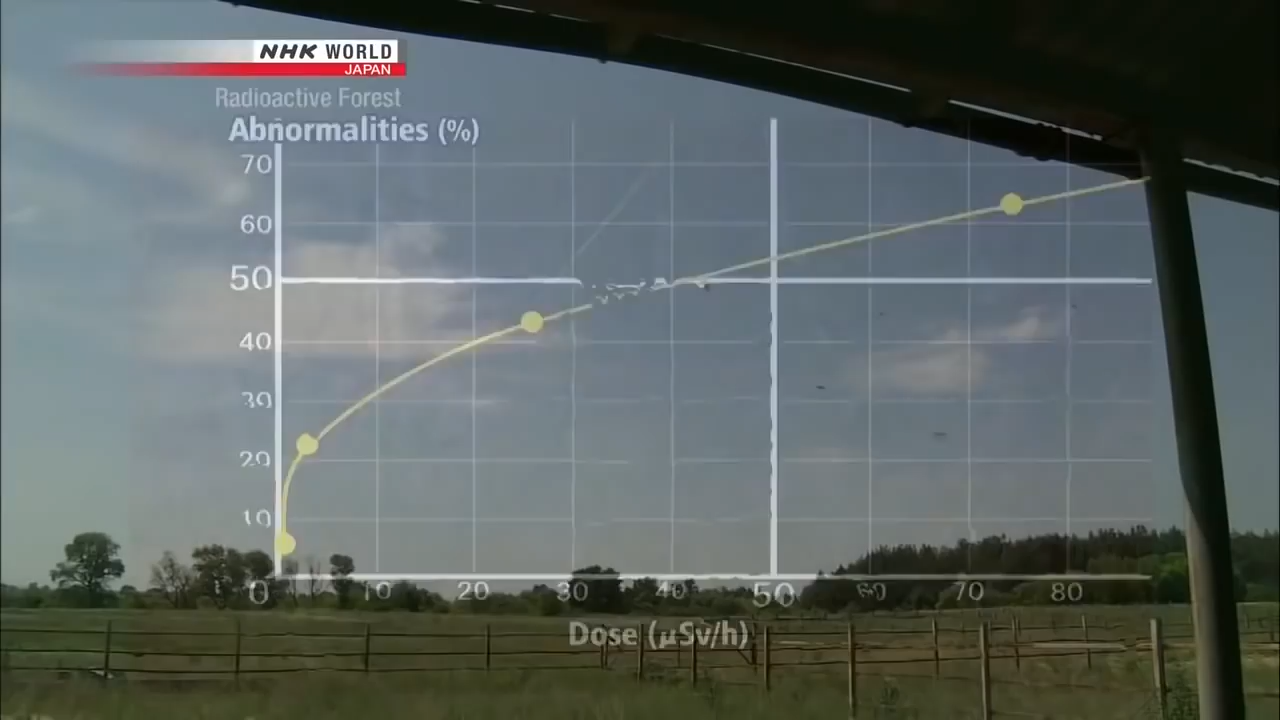 NHK WORLD
JAPAN
Radioactive Forest
Abnormalities (%)
70
60
50
40
30
20
10
0 10 20 30 40 50 60 70 80
Dose (μSv/h)